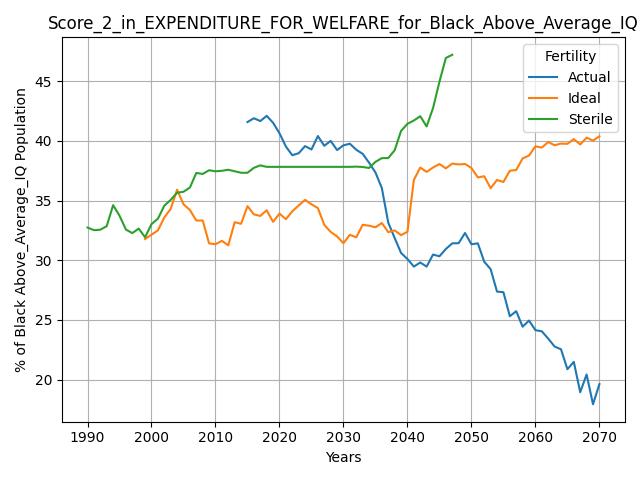 Score_2_in_EXPENDITURE_FOR_WELFARE_for_Black_Above_Average_IQ
% of Black Above_Average_IQ Population
45
40
35
30
25
20
Fertility
Actual
Ideal
Sterile
1990 2000 2010 2020 2030 2040 2050 2060 2070
Years